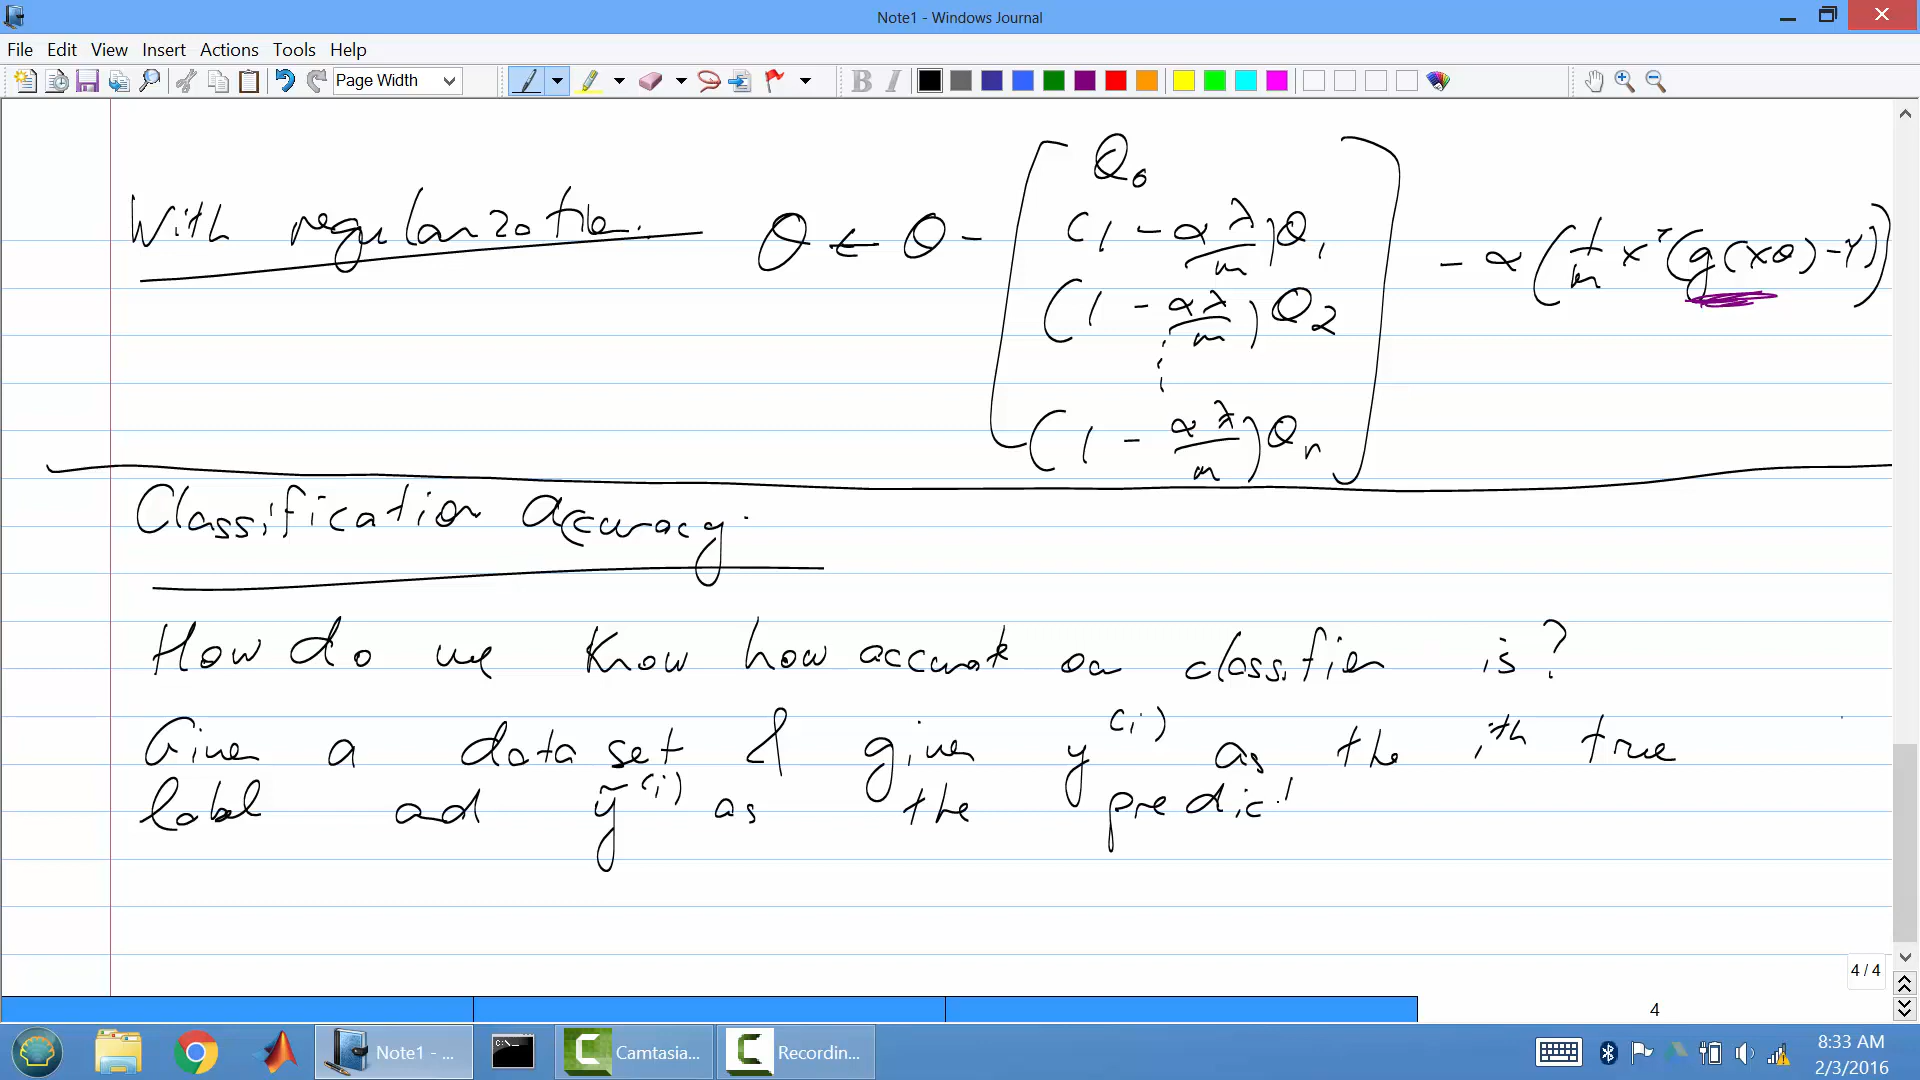 Note1 - Windows Journal
File Edit View Insert Actions Tools Help
Page Width
B I
With regularization. θ ← θ - [ θ₀
(1 - αλ/m)θ₁
(1 - αλ/m)θ₂
⋮
(1 - αλ/m)θₙ ] - α(1/m xᵀ(g(xθ)-y))
Classification Accuracy.
How do we know how accurate our classifier is?
Given a data set & given y⁽ⁱ⁾ as the iᵗʰ true
label and ỹ⁽ⁱ⁾ as the predict
4 / 4
4
Note1 - ...
C:\_
Camtasia...
Recordin...
8:33 AM
2/3/2016